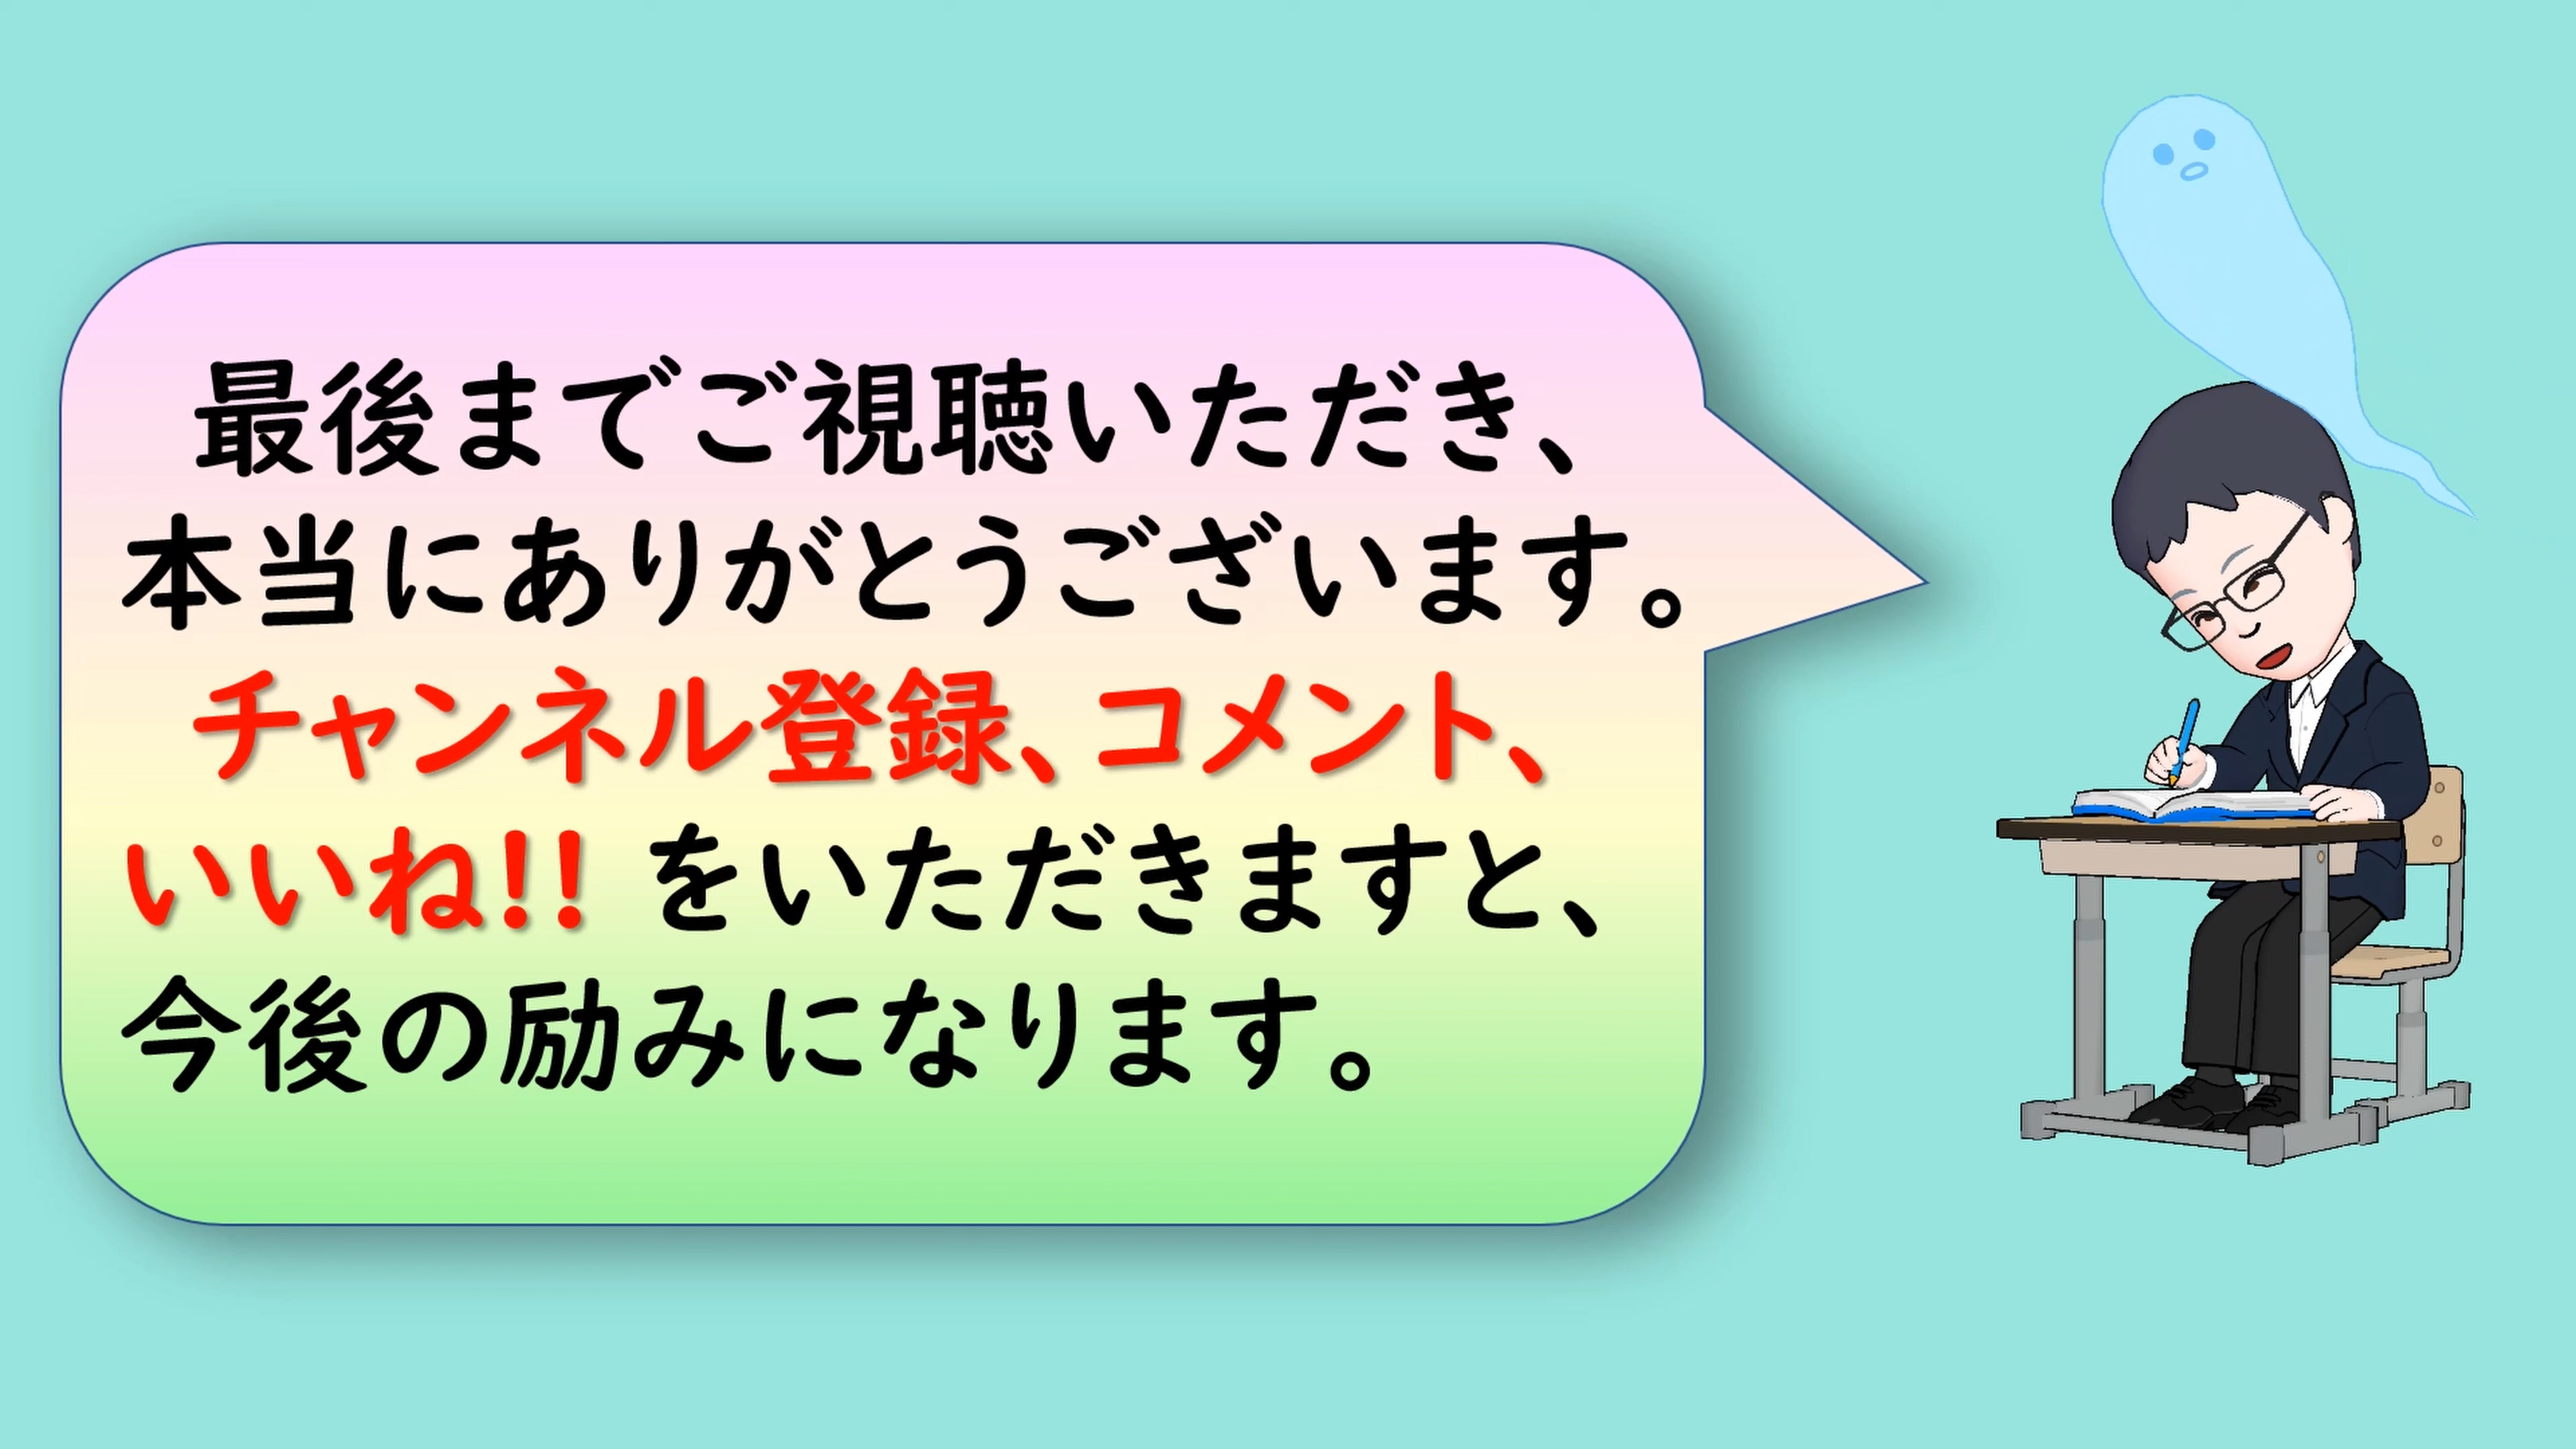 最後までご視聴いただき、
本当にありがとうございます。
チャンネル登録、コメント、
いいね!! をいただきますと、
今後の励みになります。